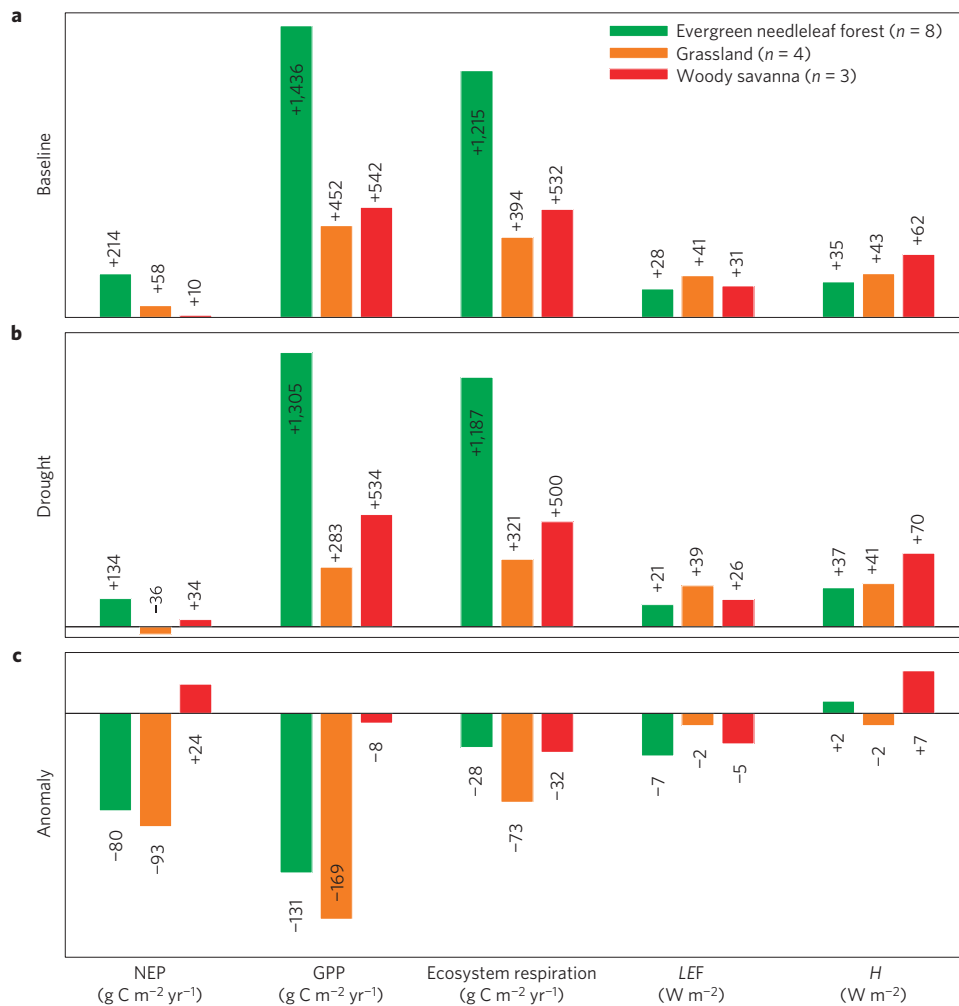 a
Evergreen needleleaf forest (n = 8)
Grassland (n = 4)
Woody savanna (n = 3)
Baseline
+214
+58
+10
+1,436
+452
+542
+1,215
+394
+532
+28
+41
+31
+35
+43
+62
b
Drought
+134
−36
+34
+1,305
+283
+534
+1,187
+321
+500
+21
+39
+26
+37
+41
+70
c
Anomaly
−80
−93
+24
−131
−169
−8
−28
−73
−32
−7
−2
−5
+2
−2
+7
NEP
(g C m⁻² yr⁻¹)
GPP
(g C m⁻² yr⁻¹)
Ecosystem respiration
(g C m⁻² yr⁻¹)
LEF
(W m⁻²)
H
(W m⁻²)